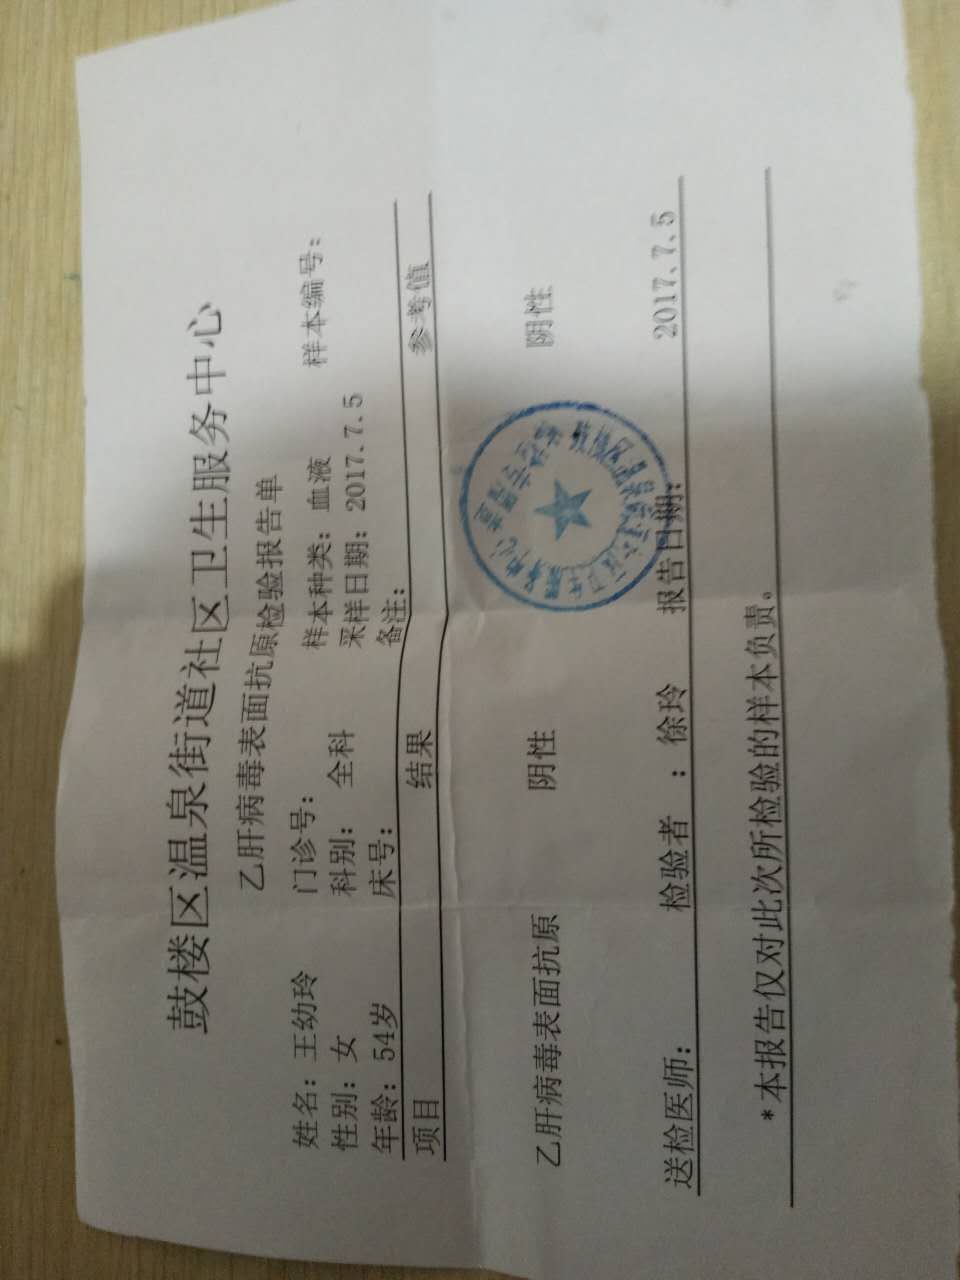 鼓楼区温泉街道社区卫生服务中心
乙肝病毒表面抗原检验报告单
姓名：王幼玲 门诊号： 样本种类：血液 样本编号：
性别：女 科别：全科 采样日期：2017.7.5
年龄：54岁 床号： 备注：
项目 结果 参考值
乙肝病毒表面抗原 阴性 阴性
送检医师： 检验者：徐玲 报告日期： 2017.7.5
*本报告仅对此次所检验的样本负责。